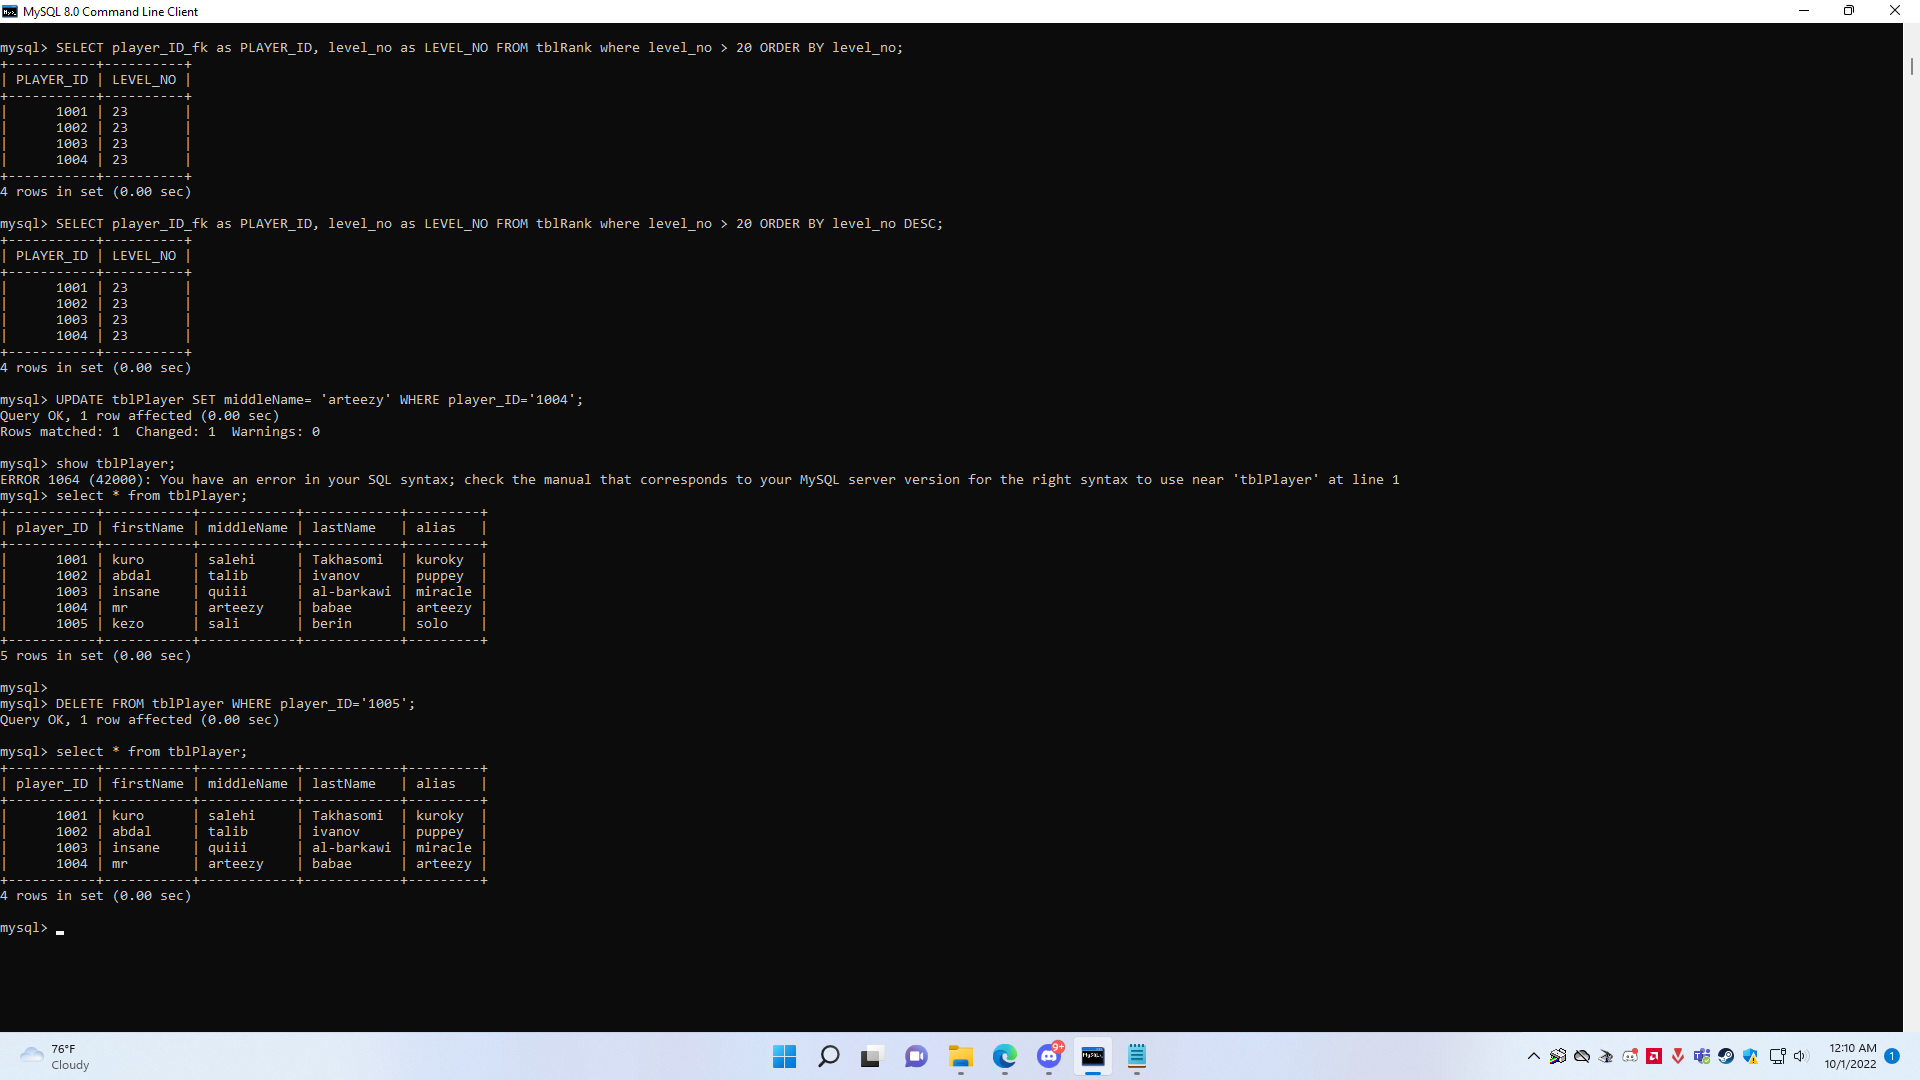 MySQL 8.0 Command Line Client
mysql> SELECT player_ID_fk as PLAYER_ID, level_no as LEVEL_NO FROM tblRank where level_no > 20 ORDER BY level_no;
+-----------+----------+
| PLAYER_ID | LEVEL_NO |
+-----------+----------+
|      1001 | 23       |
|      1002 | 23       |
|      1003 | 23       |
|      1004 | 23       |
+-----------+----------+
4 rows in set (0.00 sec)
mysql> SELECT player_ID_fk as PLAYER_ID, level_no as LEVEL_NO FROM tblRank where level_no > 20 ORDER BY level_no DESC;
+-----------+----------+
| PLAYER_ID | LEVEL_NO |
+-----------+----------+
|      1001 | 23       |
|      1002 | 23       |
|      1003 | 23       |
|      1004 | 23       |
+-----------+----------+
4 rows in set (0.00 sec)
mysql> UPDATE tblPlayer SET middleName= 'arteezy' WHERE player_ID='1004';
Query OK, 1 row affected (0.00 sec)
Rows matched: 1  Changed: 1  Warnings: 0
mysql> show tblPlayer;
ERROR 1064 (42000): You have an error in your SQL syntax; check the manual that corresponds to your MySQL server version for the right syntax to use near 'tblPlayer' at line 1
mysql> select * from tblPlayer;
+-----------+-----------+------------+------------+---------+
| player_ID | firstName | middleName | lastName   | alias   |
+-----------+-----------+------------+------------+---------+
|      1001 | kuro      | salehi     | Takhasomi  | kuroky  |
|      1002 | abdal     | talib      | ivanov     | puppey  |
|      1003 | insane    | quiii      | al-barkawi | miracle |
|      1004 | mr        | arteezy    | babae      | arteezy |
|      1005 | kezo      | sali       | berin      | solo    |
+-----------+-----------+------------+------------+---------+
5 rows in set (0.00 sec)
mysql>
mysql> DELETE FROM tblPlayer WHERE player_ID='1005';
Query OK, 1 row affected (0.00 sec)
mysql> select * from tblPlayer;
+-----------+-----------+------------+------------+---------+
| player_ID | firstName | middleName | lastName   | alias   |
+-----------+-----------+------------+------------+---------+
|      1001 | kuro      | salehi     | Takhasomi  | kuroky  |
|      1002 | abdal     | talib      | ivanov     | puppey  |
|      1003 | insane    | quiii      | al-barkawi | miracle |
|      1004 | mr        | arteezy    | babae      | arteezy |
+-----------+-----------+------------+------------+---------+
4 rows in set (0.00 sec)
mysql> _
76°F
Cloudy
9+
MySQL
12:10 AM
10/1/2022
1